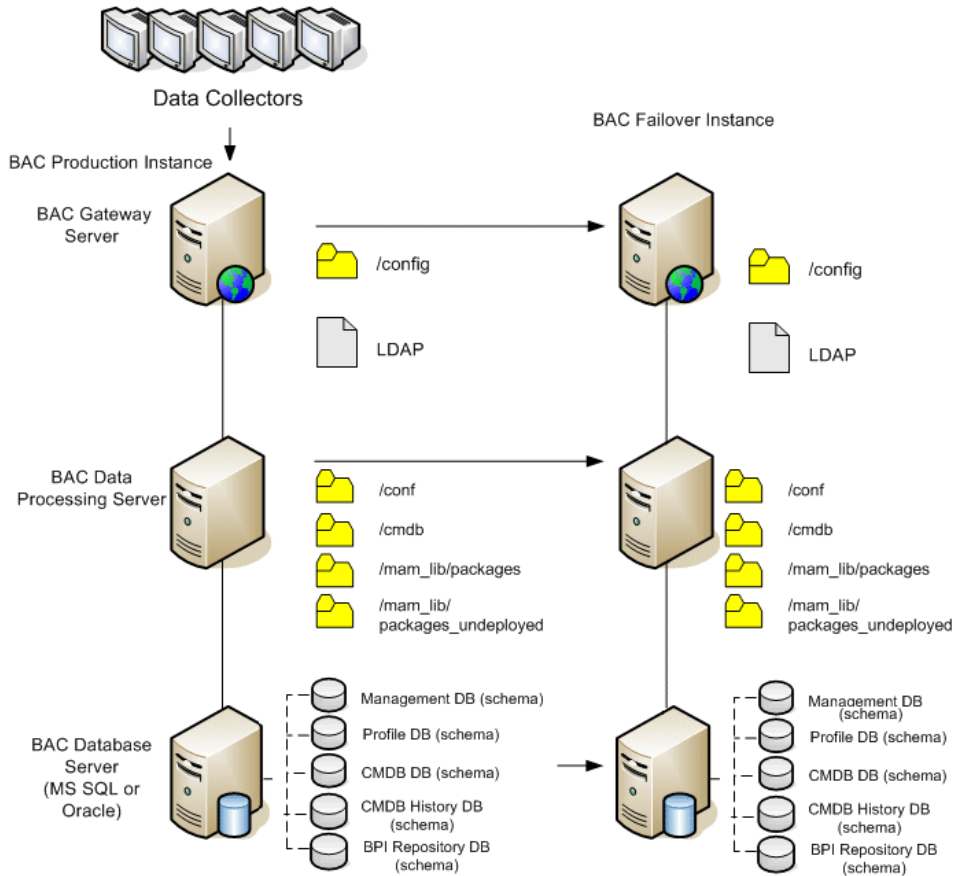 Data Collectors
BAC Failover Instance
BAC Production Instance
BAC Gateway
Server
/config
/config
LDAP
LDAP
BAC Data
Processing Server
/conf
/cmdb
/mam_lib/packages
/mam_lib/
packages_undeployed
/conf
/cmdb
/mam_lib/packages
/mam_lib/
packages_undeployed
BAC Database
Server
(MS SQL or
Oracle)
Management DB (schema)
Profile DB (schema)
CMDB DB (schema)
CMDB History DB
(schema)
BPI Repository DB
(schema)
Management DB
(schema)
Profile DB (schema)
CMDB DB (schema)
CMDB History DB
(schema)
BPI Repository DB
(schema)